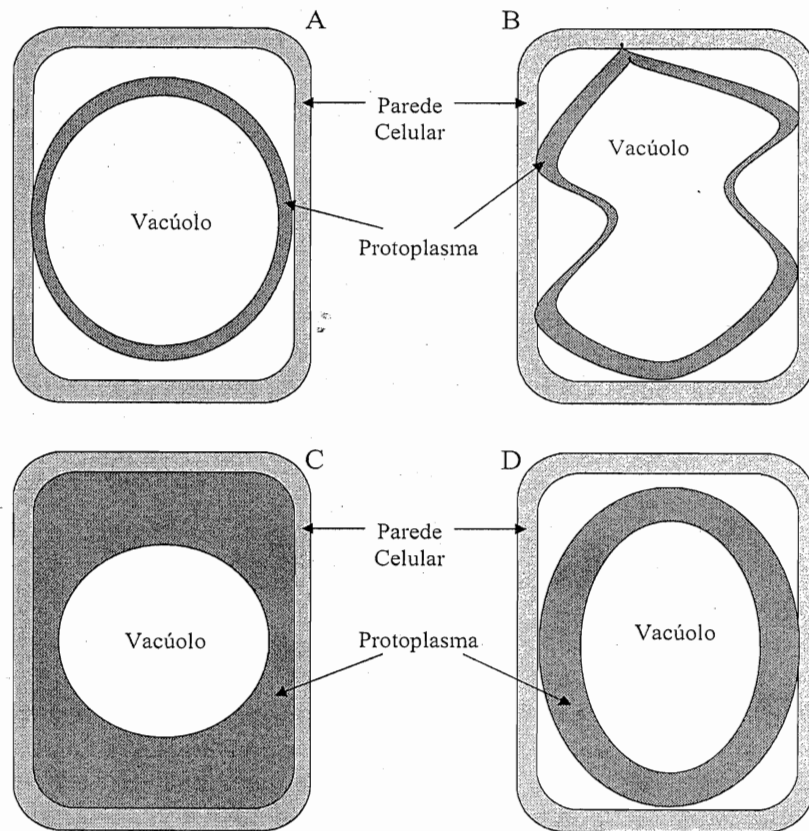 A
B
Parede
Celular
Vacúolo
Vacúolo
Protoplasma
C
D
Parede
Celular
Vacúolo
Protoplasma
Vacúolo